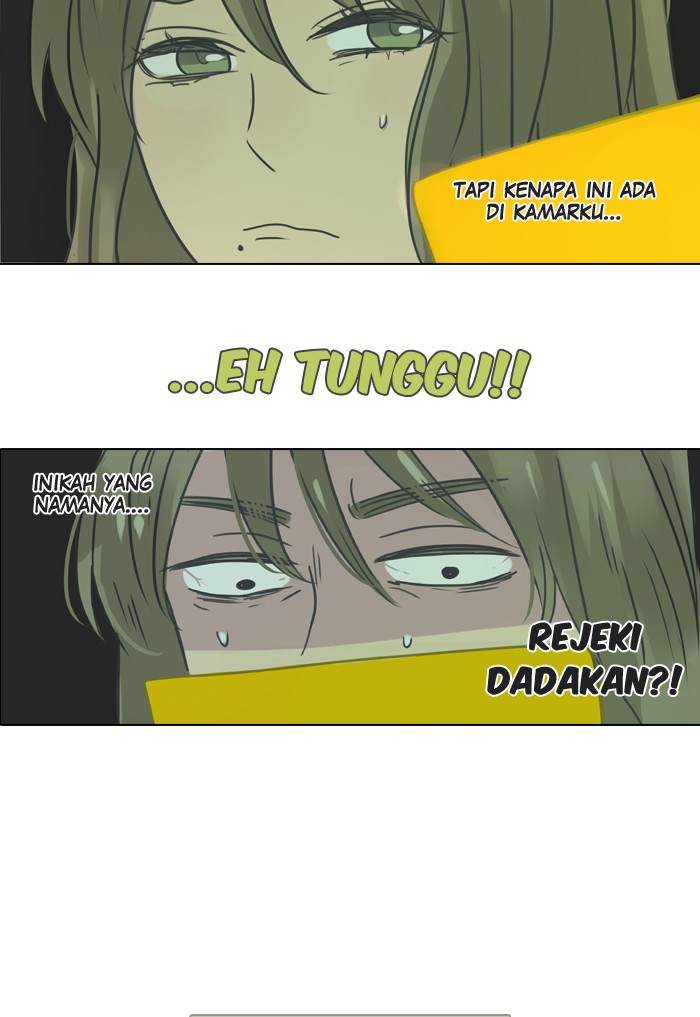 TAPI KENAPA INI ADA
DI KAMARKU...
...EH TUNGGU!!
INIKAH YANG
NAMANYA....
REJEKI
DADAKAN?!